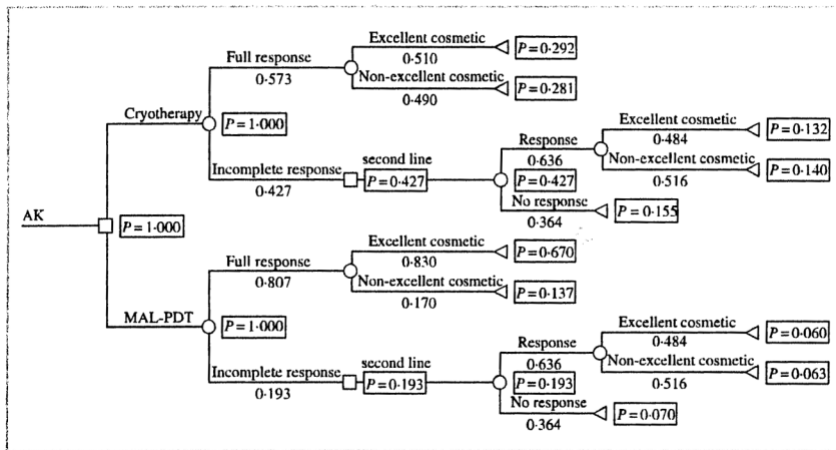 Excellent cosmetic
0·510
P=0·292
Full response
0·573
Non-excellent cosmetic
0·490
P=0·281
Cryotherapy
P=1·000
Excellent cosmetic
0·484
P=0·132
Response
0·636
Non-excellent cosmetic
0·516
P=0·140
Incomplete response
0·427
second line
P=0·427
P=0·427
No response
0·364
P=0·155
AK
P=1·000
Excellent cosmetic
0·830
P=0·670
Full response
0·807
Non-excellent cosmetic
0·170
P=0·137
MAL-PDT
P=1·000
Excellent cosmetic
0·484
P=0·060
Response
0·636
Non-excellent cosmetic
0·516
P=0·063
Incomplete response
0·193
second line
P=0·193
P=0·193
No response
0·364
P=0·070